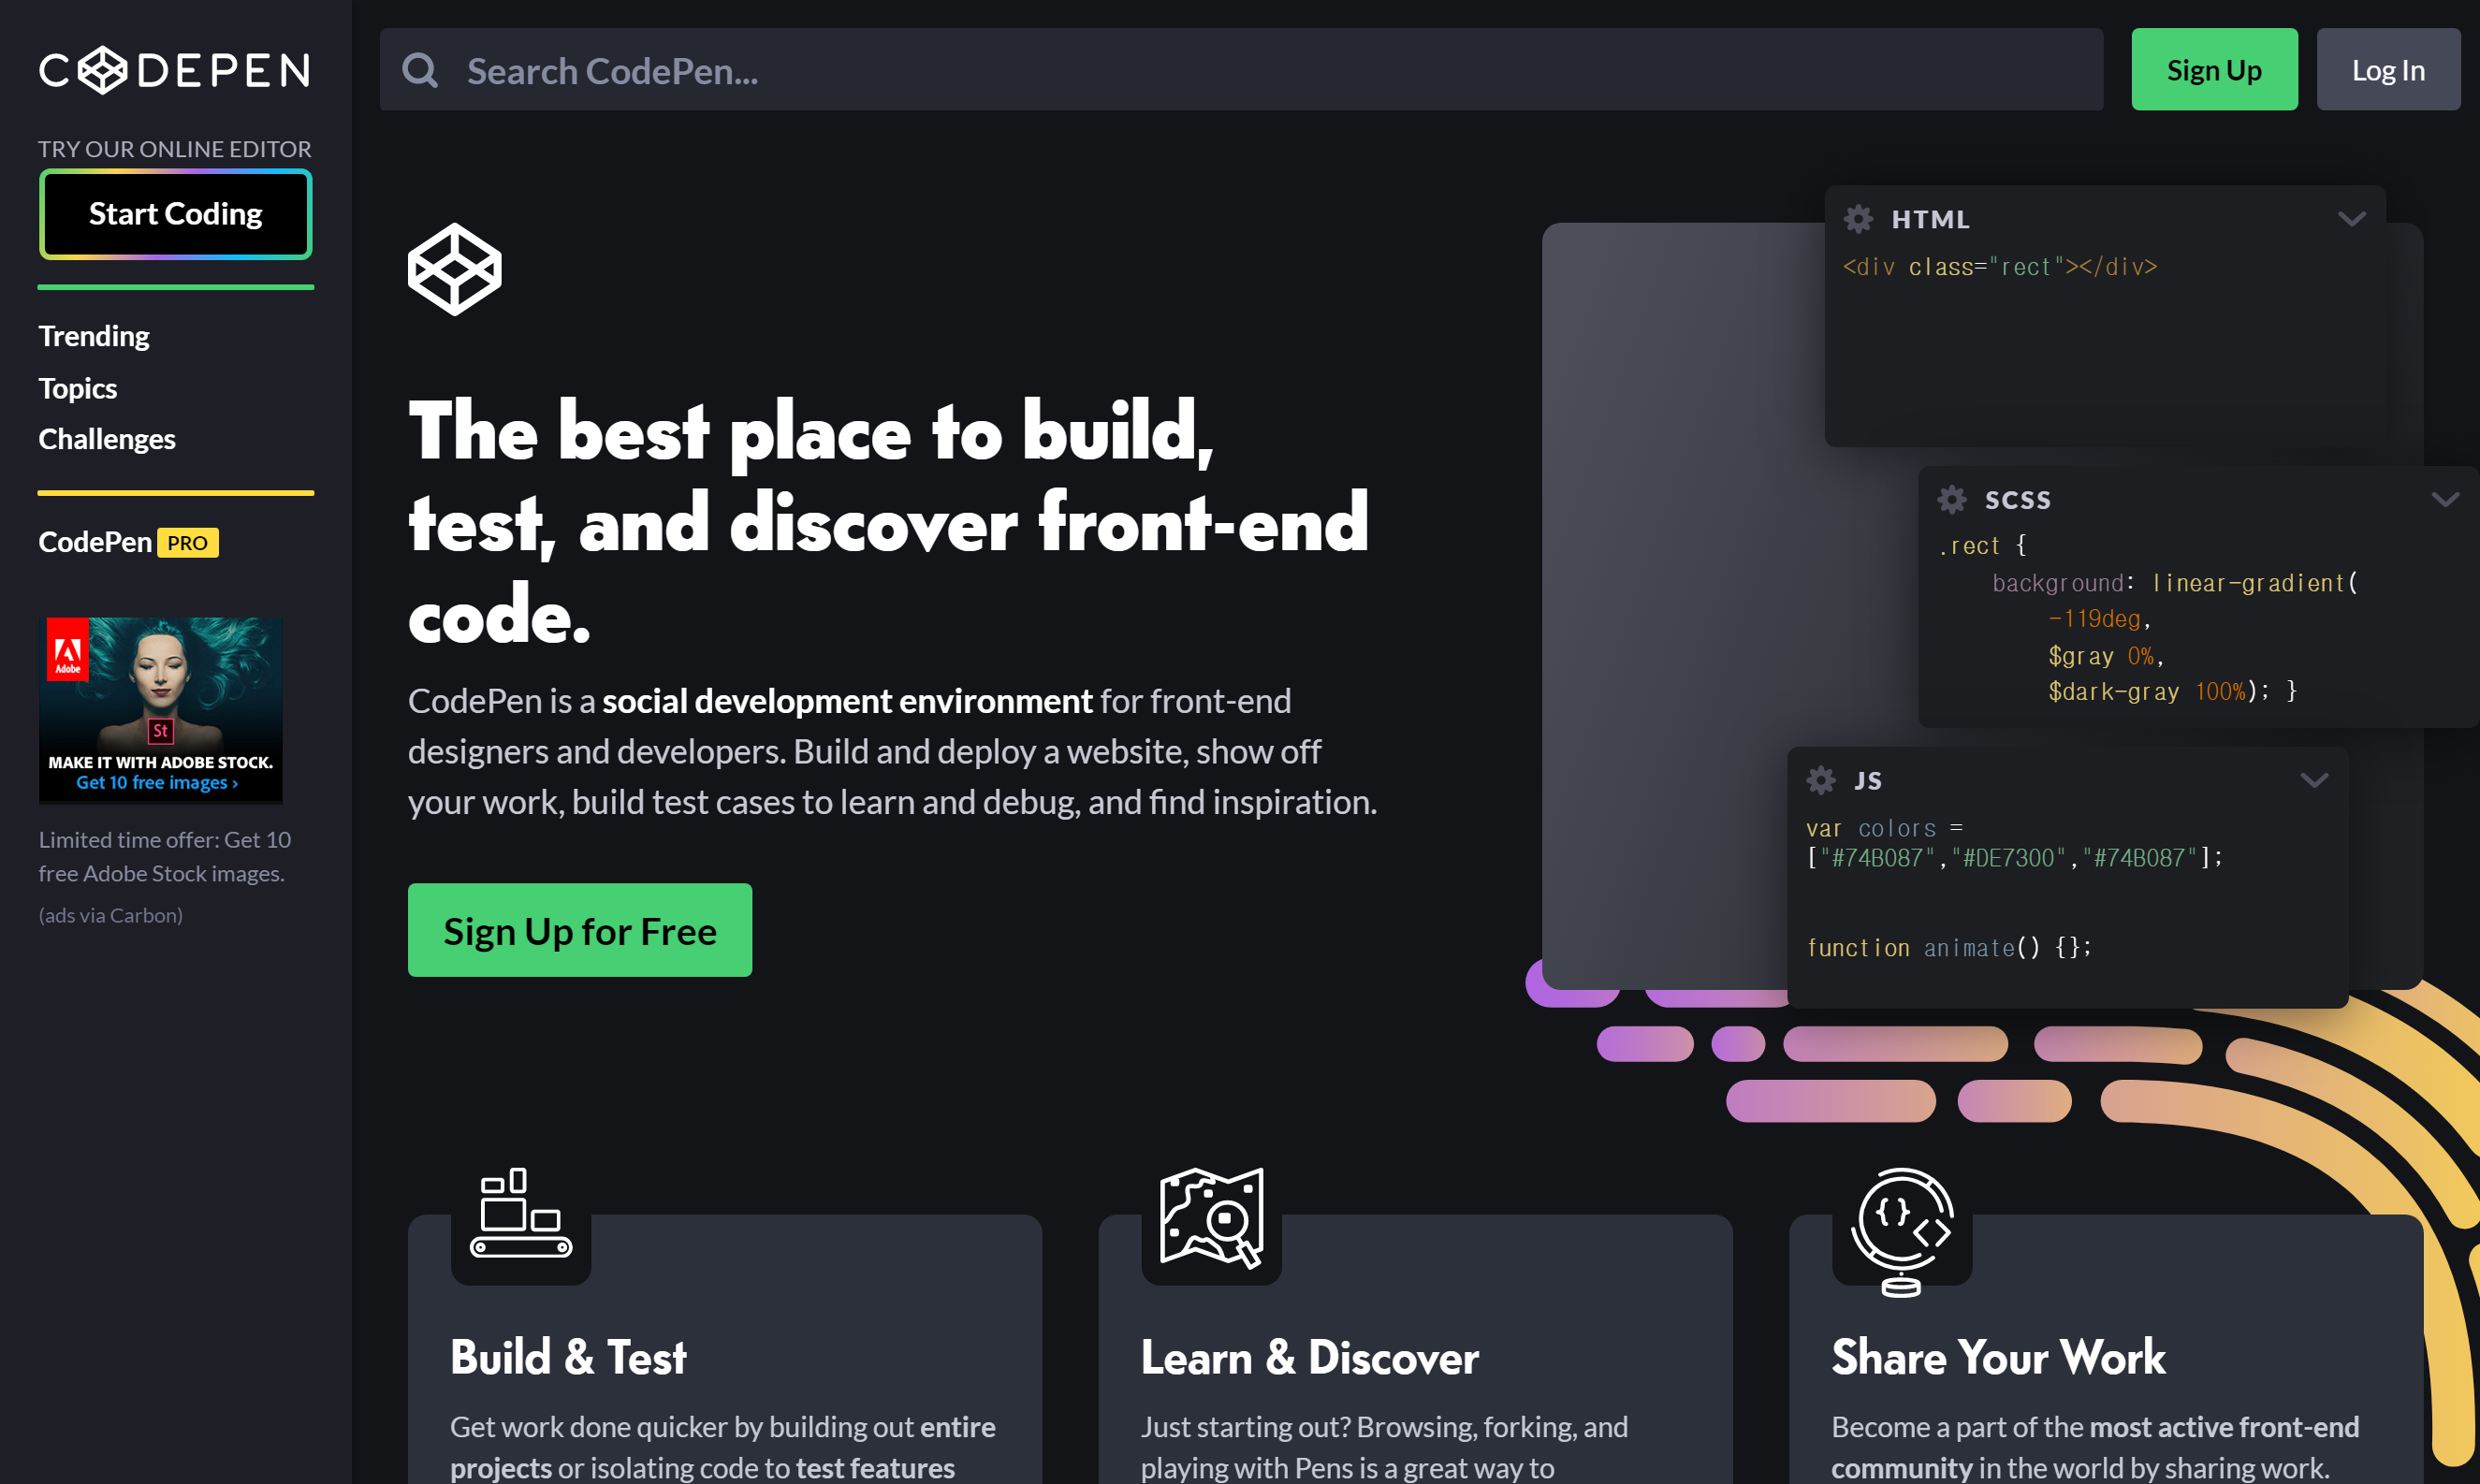 CODEPEN
Search CodePen...
Sign Up
Log In
TRY OUR ONLINE EDITOR
Start Coding
Trending
Topics
Challenges
CodePen PRO
Adobe
St
MAKE IT WITH ADOBE STOCK.
Get 10 free images ›
Limited time offer: Get 10
free Adobe Stock images.
(ads via Carbon)
The best place to build,
test, and discover front-end
code.
CodePen is a social development environment for front-end
designers and developers. Build and deploy a website, show off
your work, build test cases to learn and debug, and find inspiration.
Sign Up for Free
HTML
<div class="rect"></div>
SCSS
.rect {
background: linear-gradient(
-119deg,
$gray 0%,
$dark-gray 100%); }
JS
var colors =
["#74B087","#DE7300","#74B087"];
function animate() {};
Build & Test
Get work done quicker by building out entire
projects or isolating code to test features
Learn & Discover
Just starting out? Browsing, forking, and
playing with Pens is a great way to
{} <>
Share Your Work
Become a part of the most active front-end
community in the world by sharing work.